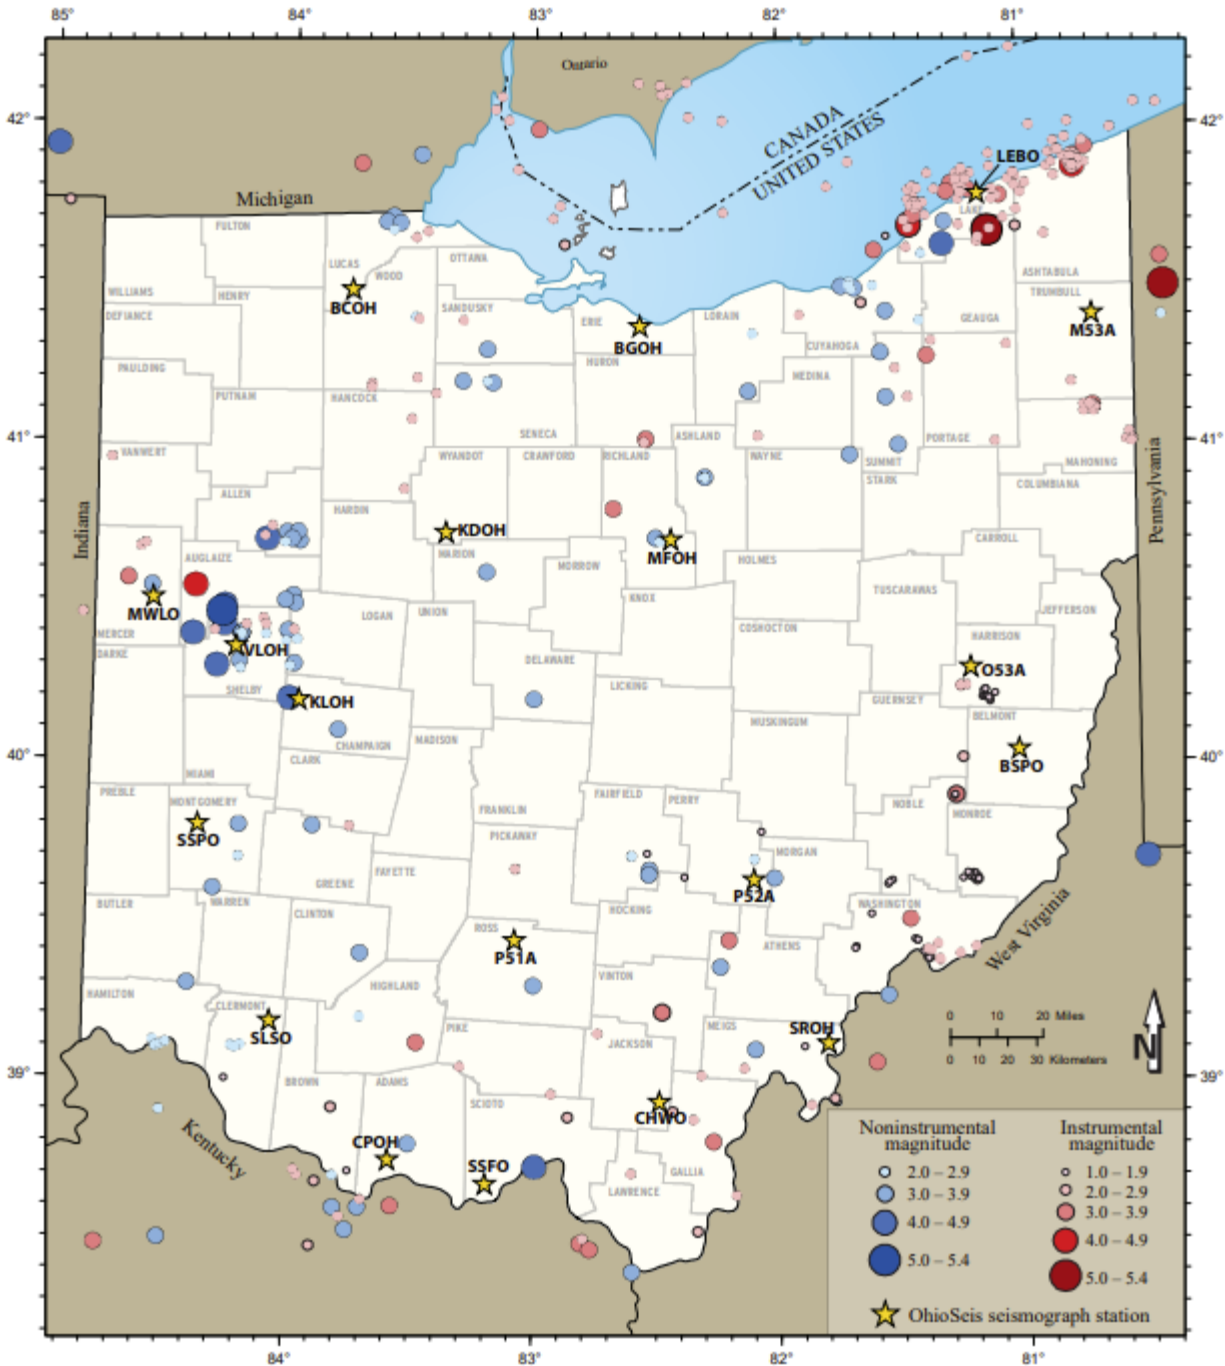 85° 84° 83° 82° 81°
Ontario
42° 42°
CANADA
UNITED STATES
LEBO
Michigan
LAKE
FULTON
LUCAS
WOOD
OTTAWA
ASHTABULA
WILLIAMS
HENRY
BCOH
SANDUSKY
ERIE
BGOH
LORAIN
GEAUGA
TRUMBULL
M53A
DEFIANCE
CUYAHOGA
PAULDING
HURON
MEDINA
PUTNAM
HANCOCK
41° 41°
SENECA
ASHLAND
PORTAGE
VANWERT
WYANDOT
CRAWFORD
RICHLAND
WAYNE
SUMMIT
MAHONING
STARK
COLUMBIANA
ALLEN
HARDIN
Indiana
Pennsylvania
KDOH
MFOH
CARROLL
AUGLAIZE
MARION
MORROW
HOLMES
MWLO
KNOX
TUSCARAWAS
JEFFERSON
MERCER
LOGAN
UNION
COSHOCTON
HARRISON
DARKE
VLOH
DELAWARE
O53A
SHELBY
LICKING
GUERNSEY
KLOH
BELMONT
MUSKINGUM
CHAMPAIGN
MADISON
40° 40°
CLARK
BSPO
MIAMI
PREBLE
MONTGOMERY
FAIRFIELD
PERRY
NOBLE
FRANKLIN
MONROE
SSPO
PICKAWAY
MORGAN
FAYETTE
GREENE
P52A
BUTLER
WARREN
CLINTON
HOCKING
WASHINGTON
ROSS
West Virginia
P51A
ATHENS
VINTON
HAMILTON
HIGHLAND
CLERMONT
0 10 20 Miles
0 10 20 30 Kilometers
N
SLSO
PIKE
MEIGS
SROH
JACKSON
39° 39°
BROWN
ADAMS
SCIOTO
CHWO
Kentucky
CPOH
SSFO
GALLIA
LAWRENCE
Noninstrumental
magnitude
2.0 – 2.9
3.0 – 3.9
4.0 – 4.9
5.0 – 5.4
Instrumental
magnitude
1.0 – 1.9
2.0 – 2.9
3.0 – 3.9
4.0 – 4.9
5.0 – 5.4
OhioSeis seismograph station
84° 83° 82° 81°